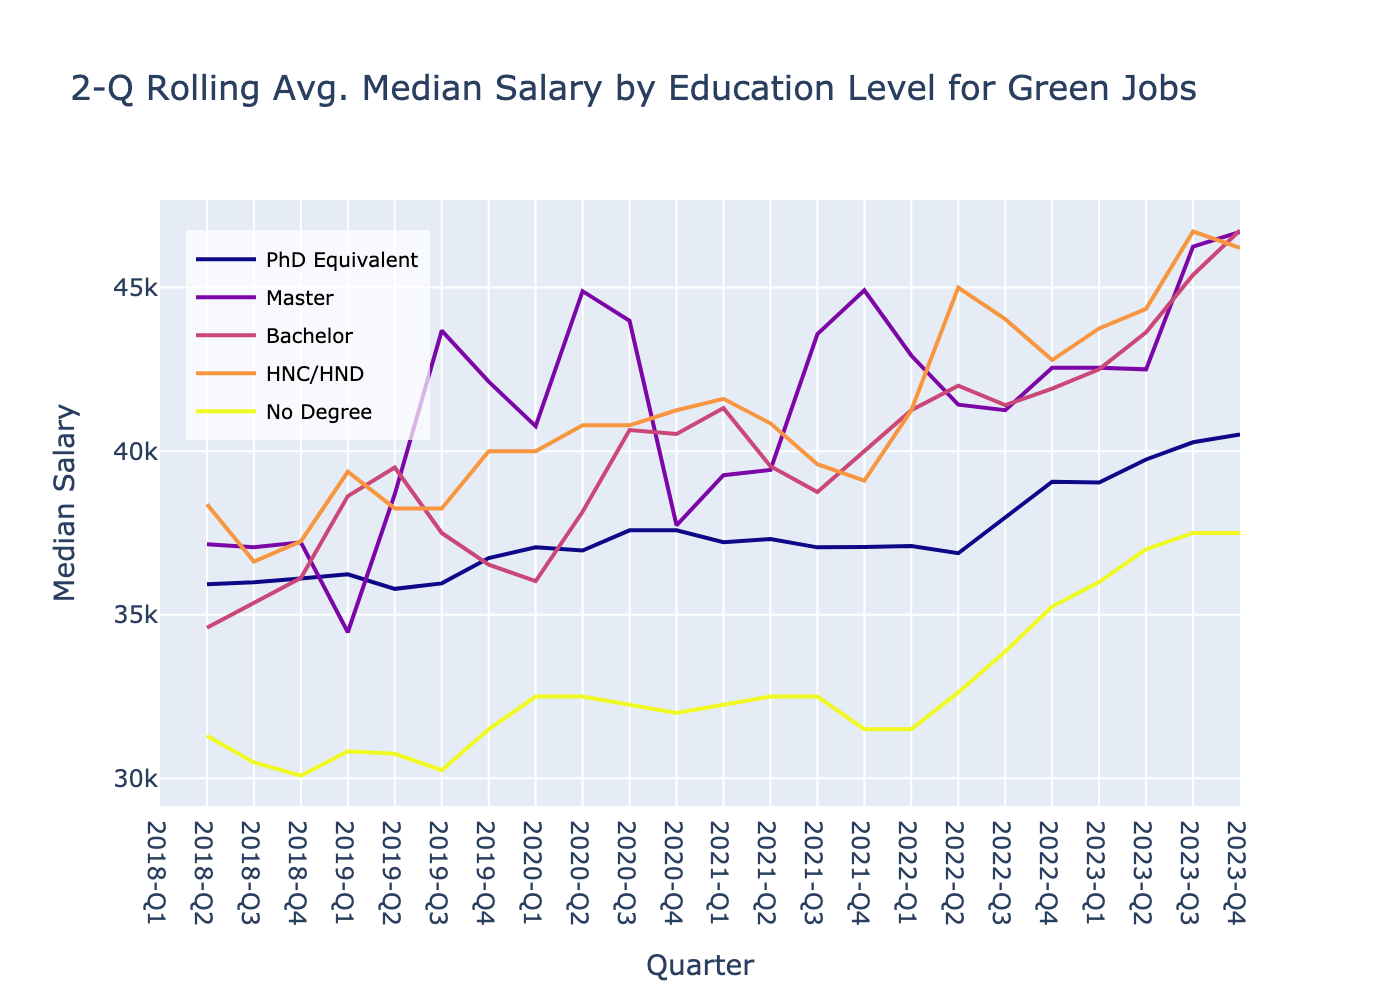 2-Q Rolling Avg. Median Salary by Education Level for Green Jobs
PhD Equivalent
Master
Bachelor
HNC/HND
No Degree
Median Salary
45k
40k
35k
30k
2018-Q1
2018-Q2
2018-Q3
2018-Q4
2019-Q1
2019-Q2
2019-Q3
2019-Q4
2020-Q1
2020-Q2
2020-Q3
2020-Q4
2021-Q1
2021-Q2
2021-Q3
2021-Q4
2022-Q1
2022-Q2
2022-Q3
2022-Q4
2023-Q1
2023-Q2
2023-Q3
2023-Q4
Quarter